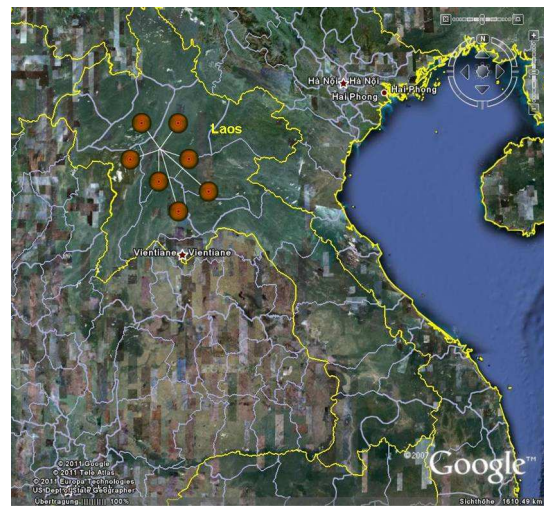 N
Hà Nội Hà Nội
Hai Phong Hai Phong
Laos
Vientiane Vientiane
© 2011 Google
© 2011 Tele Atlas
© 2011 Europa Technologies
US Dept of State Geographer
©2007 Google™
Übertragung ||||||||| 100%
Sichthöhe 1610.49 km